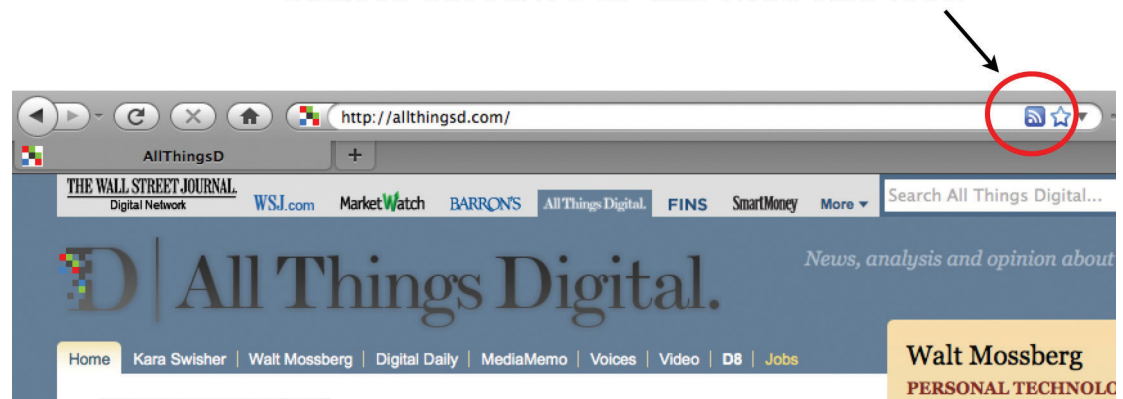 http://allthingsd.com/
AllThingsD +
THE WALL STREET JOURNAL.
Digital Network
WSJ.com MarketWatch BARRON'S All Things Digital. FINS SmartMoney More ▾ Search All Things Digital...
D | All Things Digital.
News, analysis and opinion about
Home Kara Swisher | Walt Mossberg | Digital Daily | MediaMemo | Voices | Video | D8 | Jobs
Walt Mossberg
PERSONAL